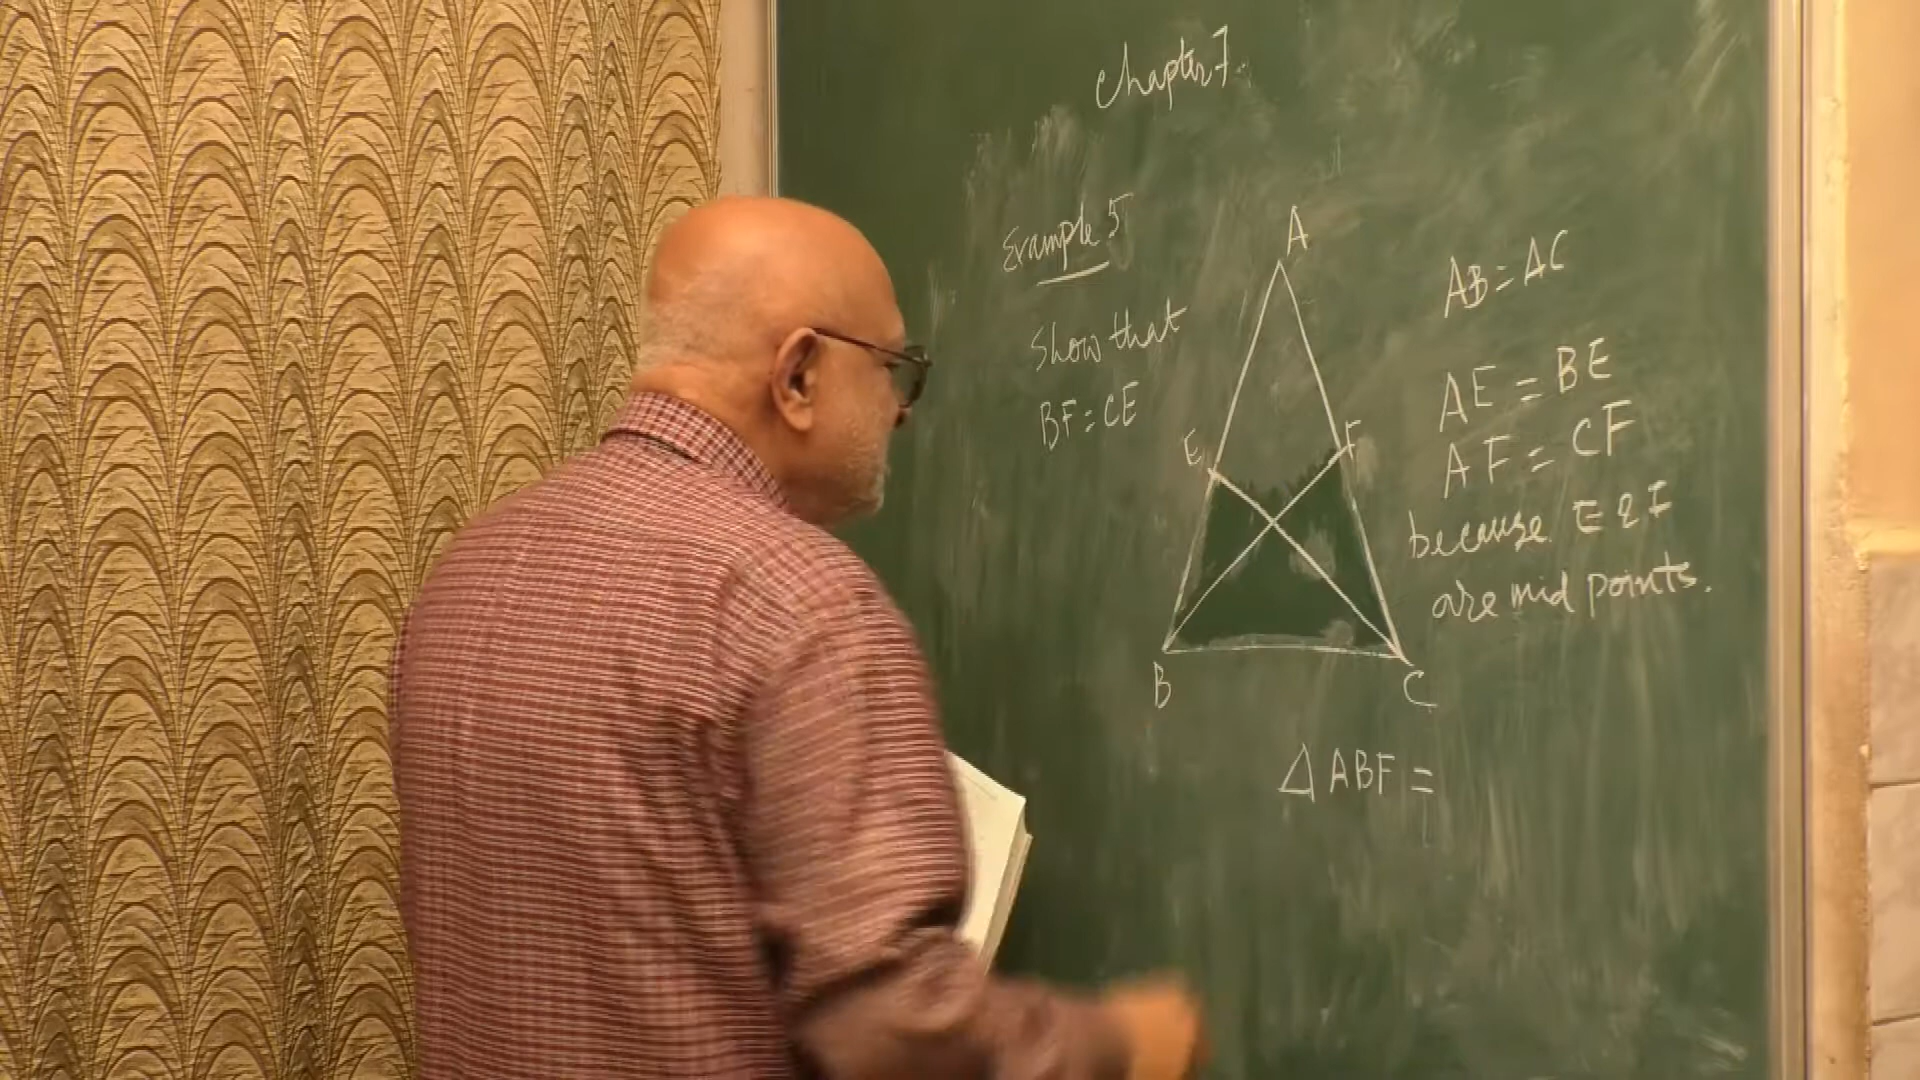 Chapter 7.
Example 5
Show that
BF = CE
A
E
F
B
C
AB = AC
AE = BE
AF = CF
because E & F
are mid points.
Δ ABF =